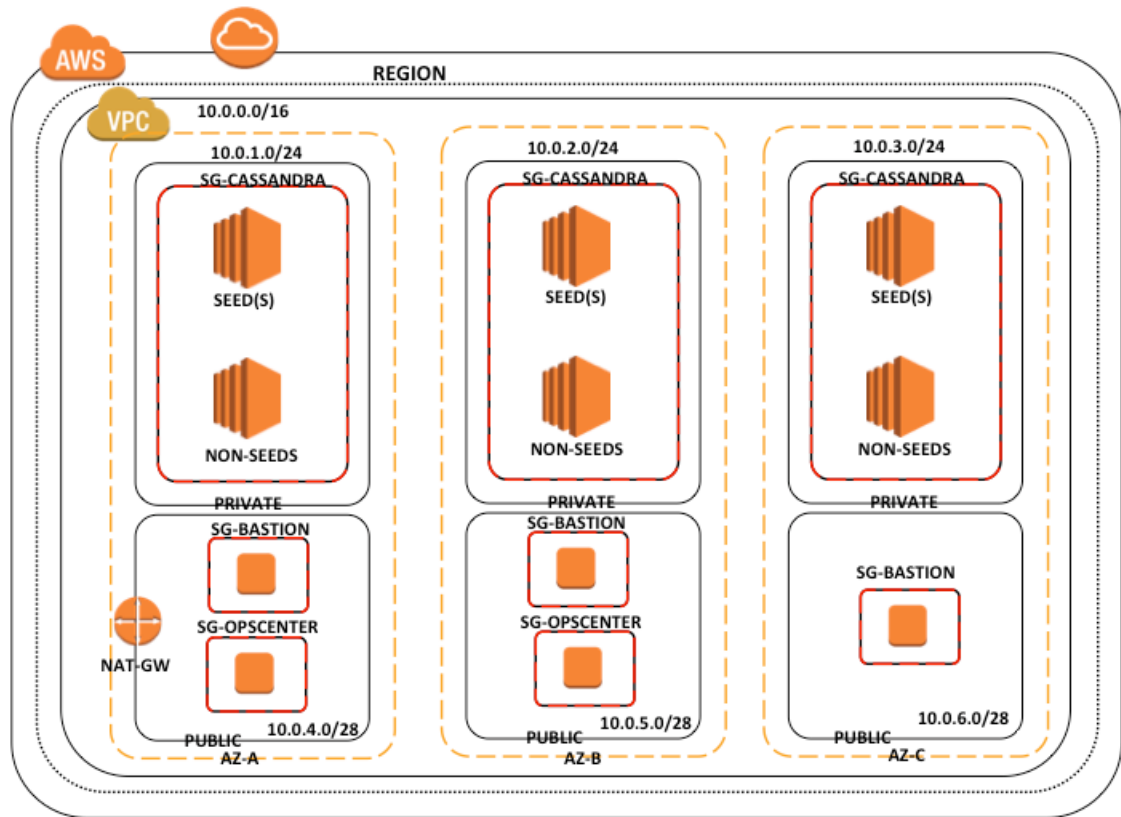 AWS
REGION
VPC
10.0.0.0/16
10.0.1.0/24
SG-CASSANDRA
SEED(S)
NON-SEEDS
PRIVATE
SG-BASTION
SG-OPSCENTER
NAT-GW
10.0.4.0/28
PUBLIC
AZ-A
10.0.2.0/24
SG-CASSANDRA
SEED(S)
NON-SEEDS
PRIVATE
SG-BASTION
SG-OPSCENTER
10.0.5.0/28
PUBLIC
AZ-B
10.0.3.0/24
SG-CASSANDRA
SEED(S)
NON-SEEDS
PRIVATE
SG-BASTION
10.0.6.0/28
PUBLIC
AZ-C